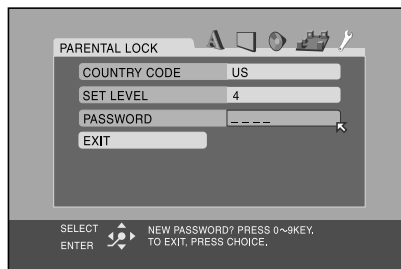 PARENTAL LOCK
COUNTRY CODE US
SET LEVEL 4
PASSWORD _ _ _ _
EXIT
SELECT
ENTER
NEW PASSWORD? PRESS 0~9KEY.
TO EXIT, PRESS CHOICE.